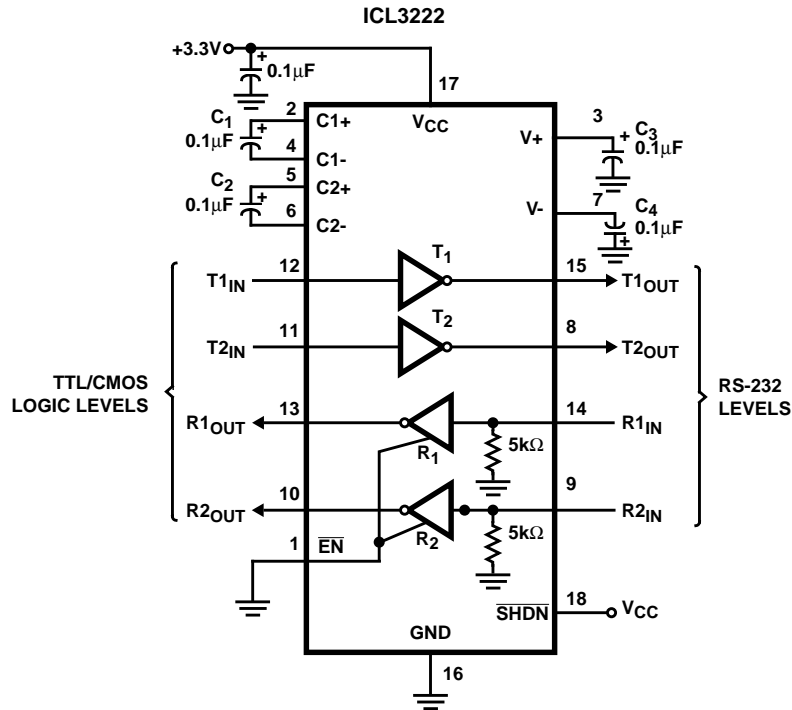 ICL3222
+3.3V
+
0.1μF
17
2
3
C1
0.1μF
+
C1+
VCC
V+
+
C3
0.1μF
4
C1-
5
C2
0.1μF
+
C2+
7
6
C2-
V-
C4
0.1μF
+
T1IN
12
T1
15
T1OUT
T2IN
11
T2
8
T2OUT
TTL/CMOS
LOGIC LEVELS
RS-232
LEVELS
R1OUT
13
R1
14
R1IN
5kΩ
R2OUT
10
R2
9
R2IN
5kΩ
1
EN
SHDN
18
VCC
GND
16